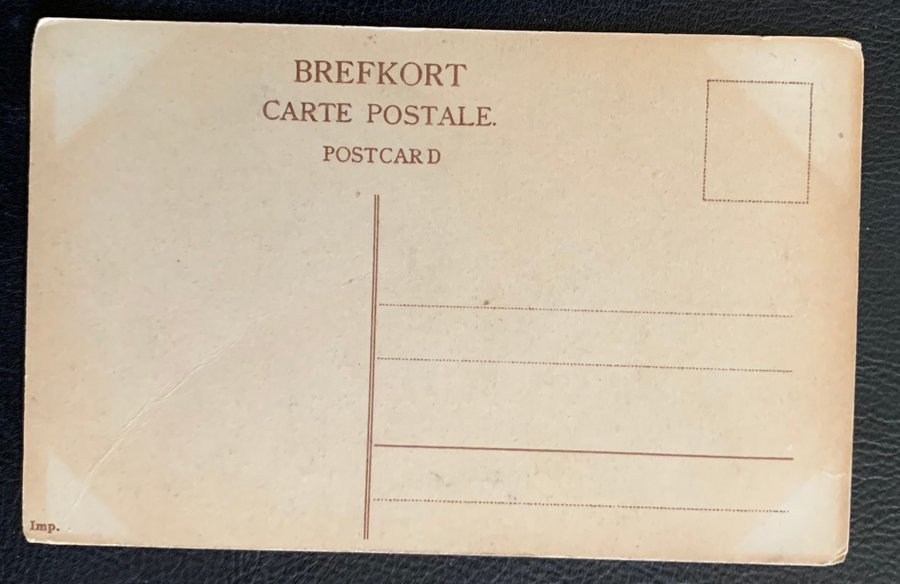 BREFKORT
CARTE POSTALE.
POSTCARD
Imp.